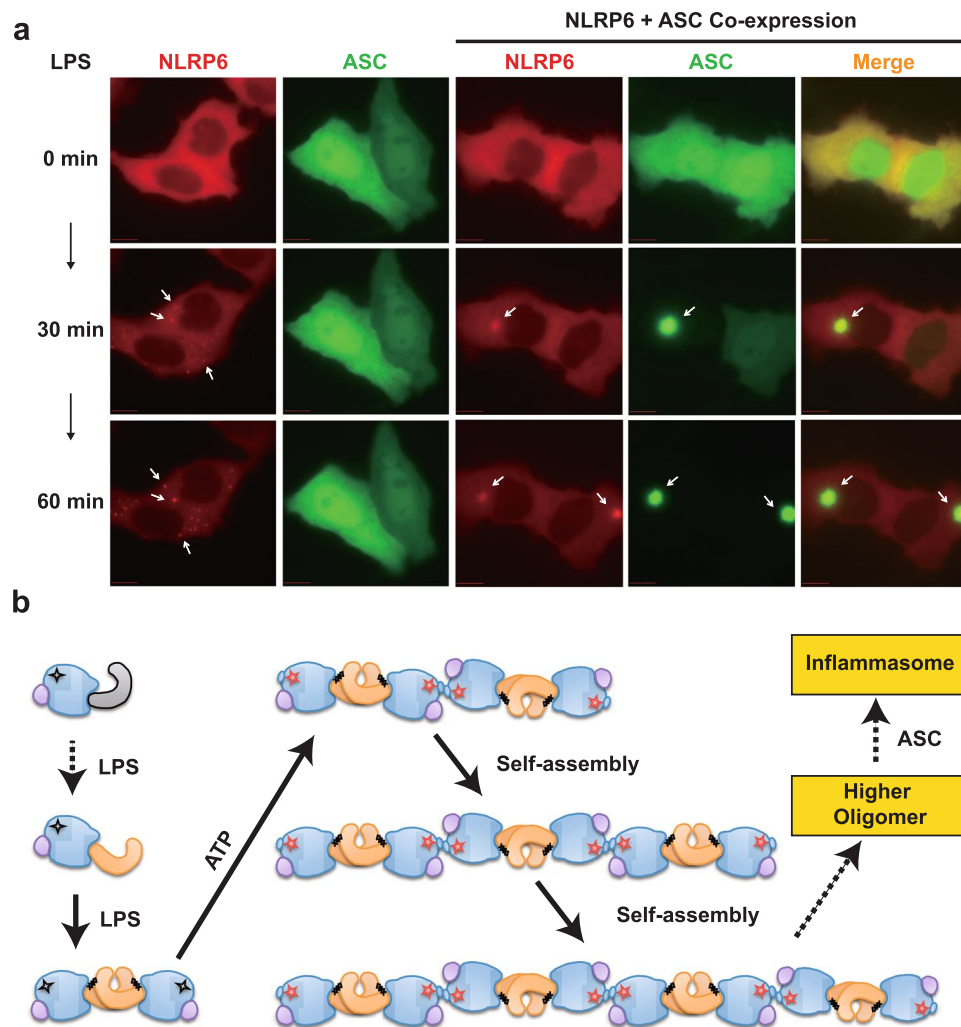 a
NLRP6 + ASC Co-expression
LPS
NLRP6
ASC
NLRP6
ASC
Merge
0 min
30 min
60 min
b
LPS
LPS
ATP
Self-assembly
Self-assembly
Inflammasome
ASC
Higher
Oligomer